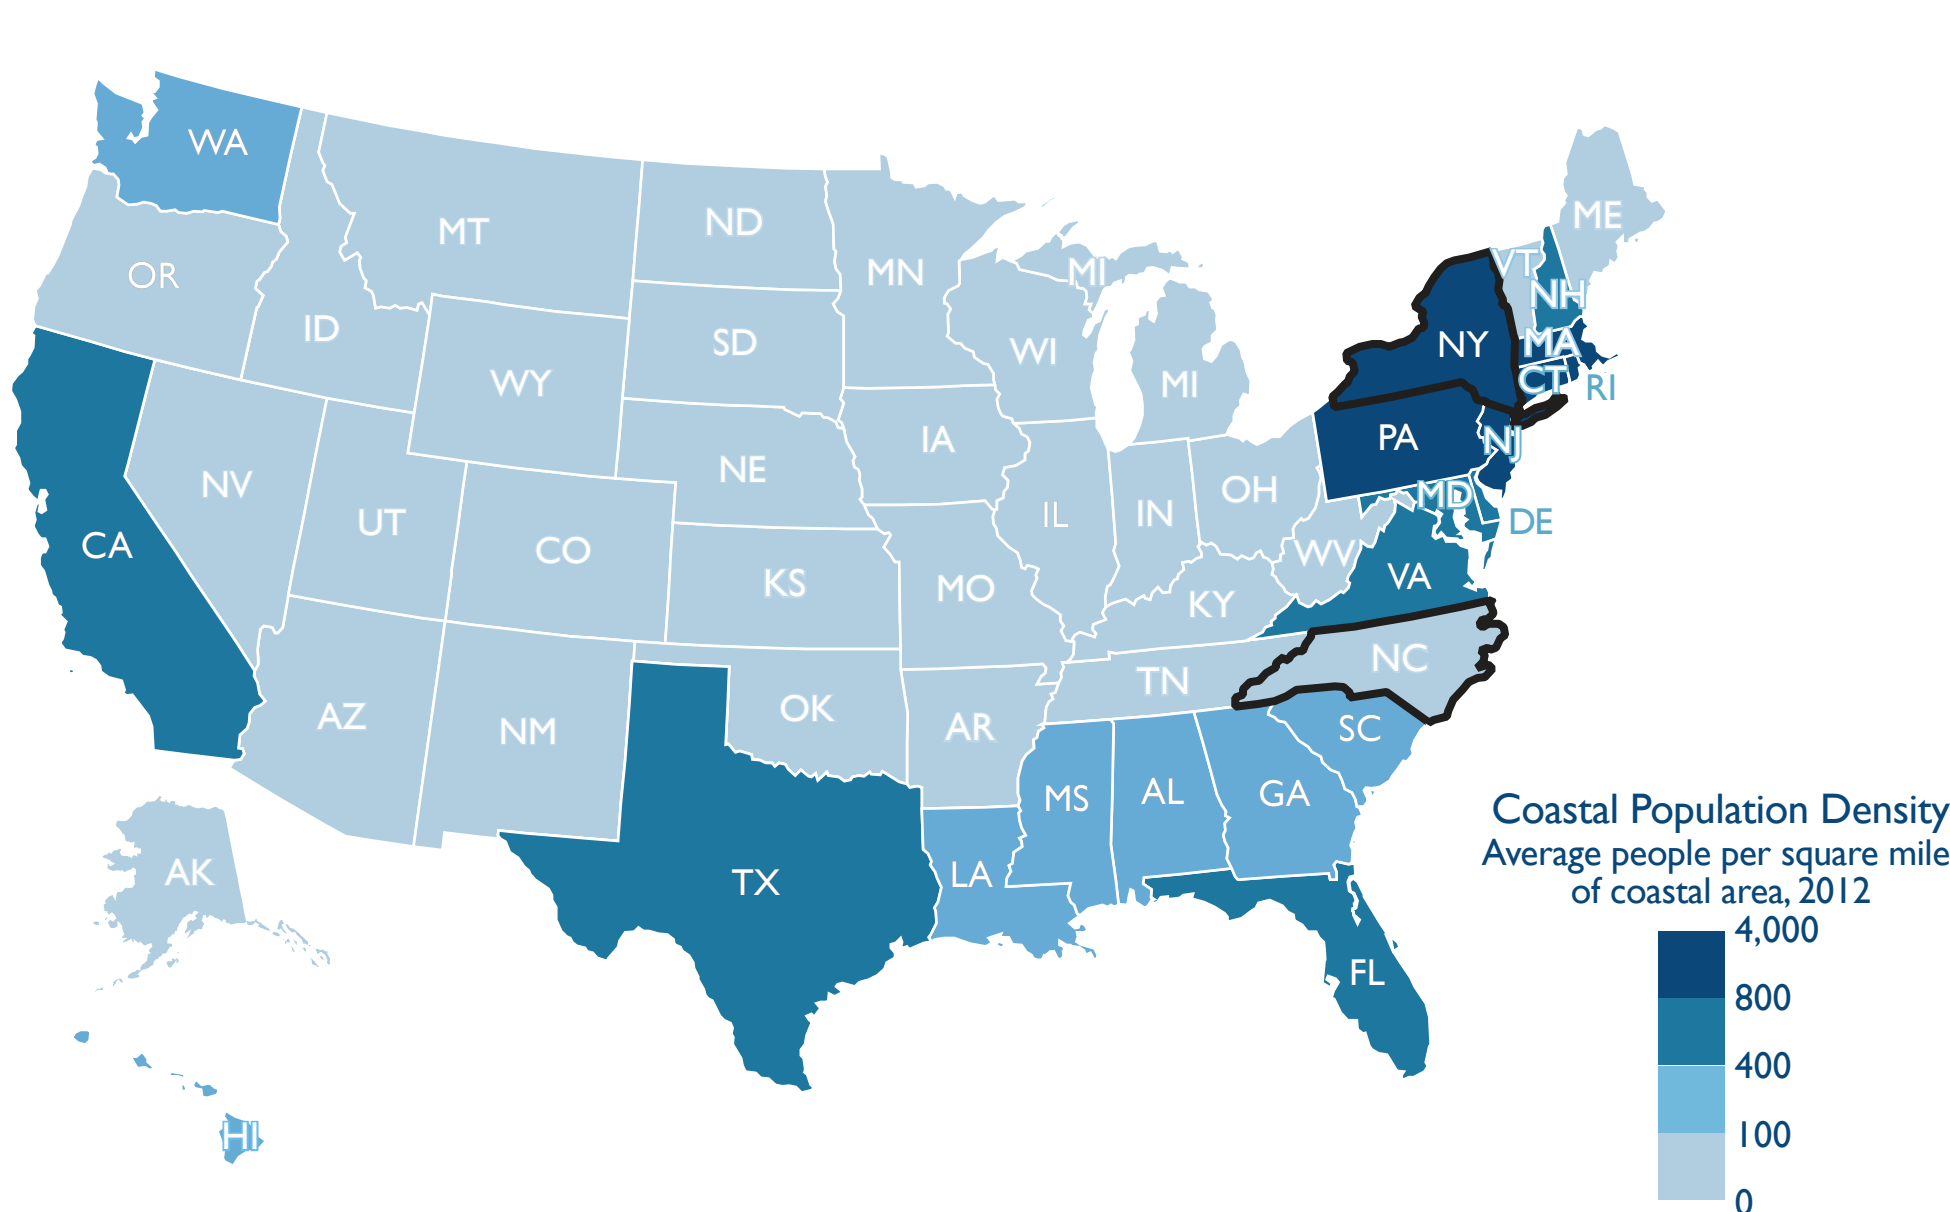 WA
MT
ND
MN
MI
ME
VT
NH
OR
ID
SD
WI
MI
NY
MA
CT
RI
WY
IA
PA
NJ
NV
NE
OH
MD
UT
IL
IN
DE
CA
CO
KS
MO
WV
VA
KY
NC
AZ
NM
OK
AR
TN
SC
MS
AL
GA
AK
TX
LA
FL
HI
Coastal Population Density
Average people per square mile
of coastal area, 2012
4,000
800
400
100
0